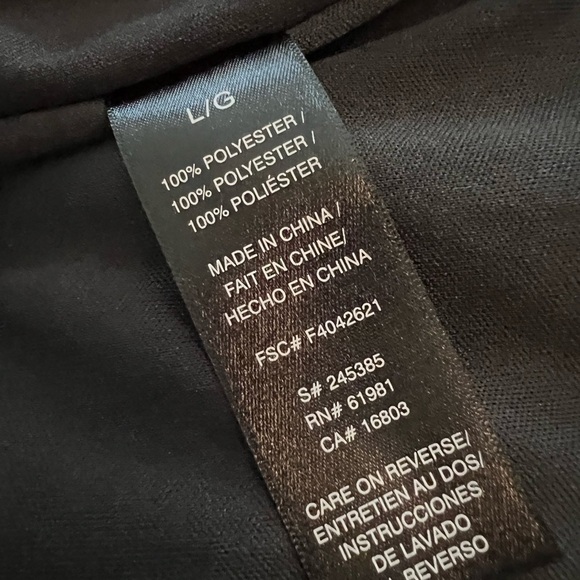 L/G
100% POLYESTER /
100% POLYESTER /
100% POLIÉSTER
MADE IN CHINA /
FAIT EN CHINE/
HECHO EN CHINA
FSC# F4042621
S# 245385
RN# 61981
CA# 16803
CARE ON REVERSE/
ENTRETIEN AU DOS/
INSTRUCCIONES
DE LAVADO
REVERSO